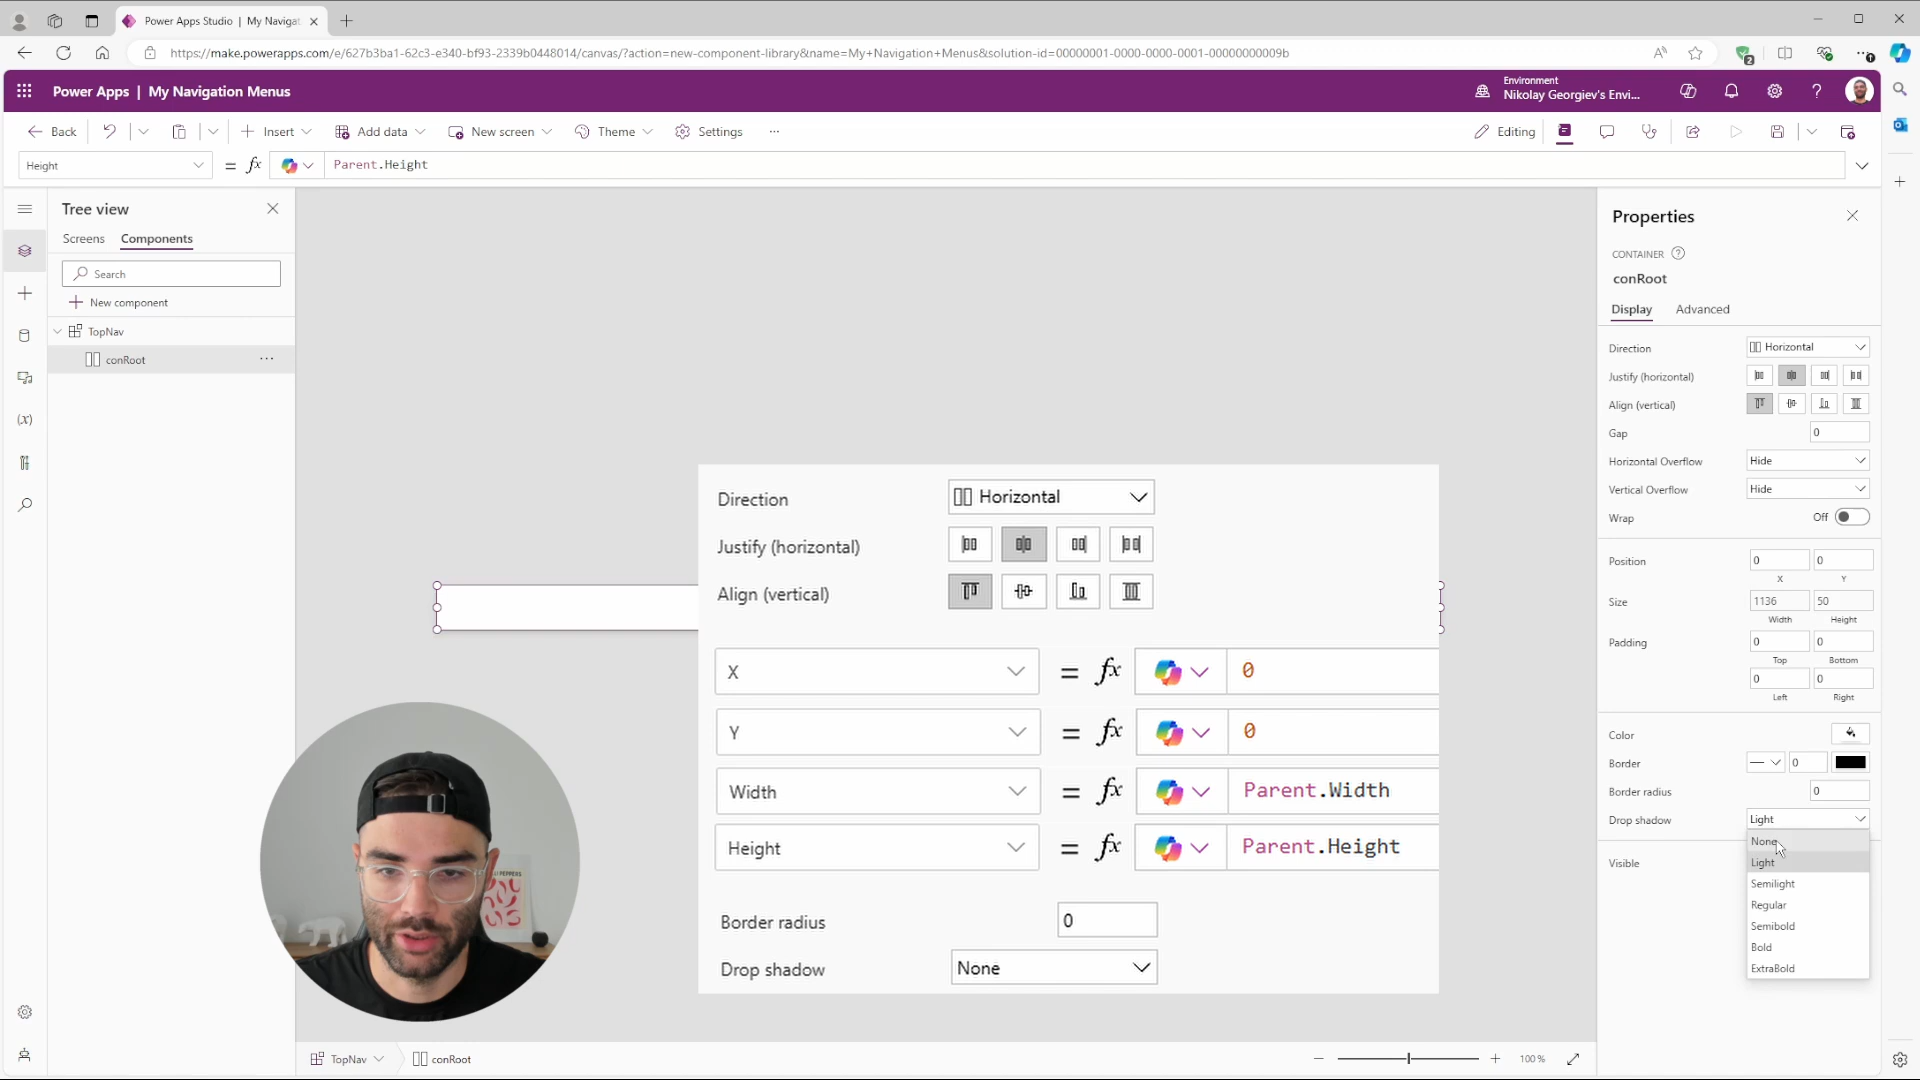 Power Apps Studio | My Navigat
https://make.powerapps.com/e/627b3ba1-62c3-e340-bf93-2339b0448014/canvas/?action=new-component-library&name=My+Navigation+Menus&solution-id=00000001-0000-0000-0001-00000000009b
2
1
Power Apps | My Navigation Menus
Environment
Nikolay Georgiev's Envi...
Back
Insert
Add data
New screen
Theme
Settings
Editing
Height
= fx
Parent.Height
Tree view
Screens
Components
Search
New component
TopNav
conRoot
Direction
Horizontal
Justify (horizontal)
Align (vertical)
X = fx 0
Y = fx 0
Width = fx Parent.Width
Height = fx Parent.Height
Border radius 0
Drop shadow None
Properties
CONTAINER
conRoot
Display
Advanced
Direction Horizontal
Justify (horizontal)
Align (vertical)
Gap 0
Horizontal Overflow Hide
Vertical Overflow Hide
Wrap Off
Position 0 0
X Y
Size 1136 50
Width Height
Padding 0 0
Top Bottom
0 0
Left Right
Color
Border 0
Border radius 0
Drop shadow Light
None
Light
Semilight
Regular
Semibold
Bold
ExtraBold
Visible
TopNav
conRoot
100 %